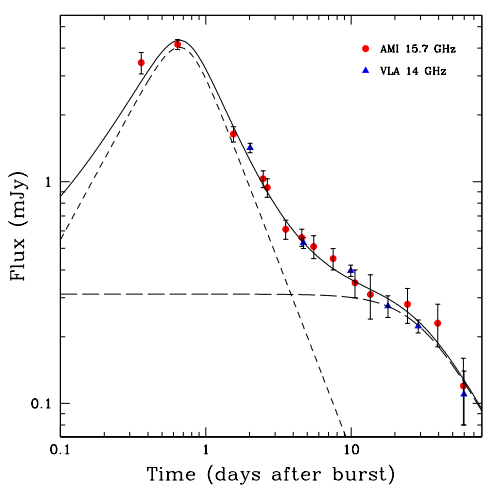 AMI 15.7 GHz
VLA 14 GHz
Flux (mJy)
1
0.1
0.1 1 10
Time (days after burst)